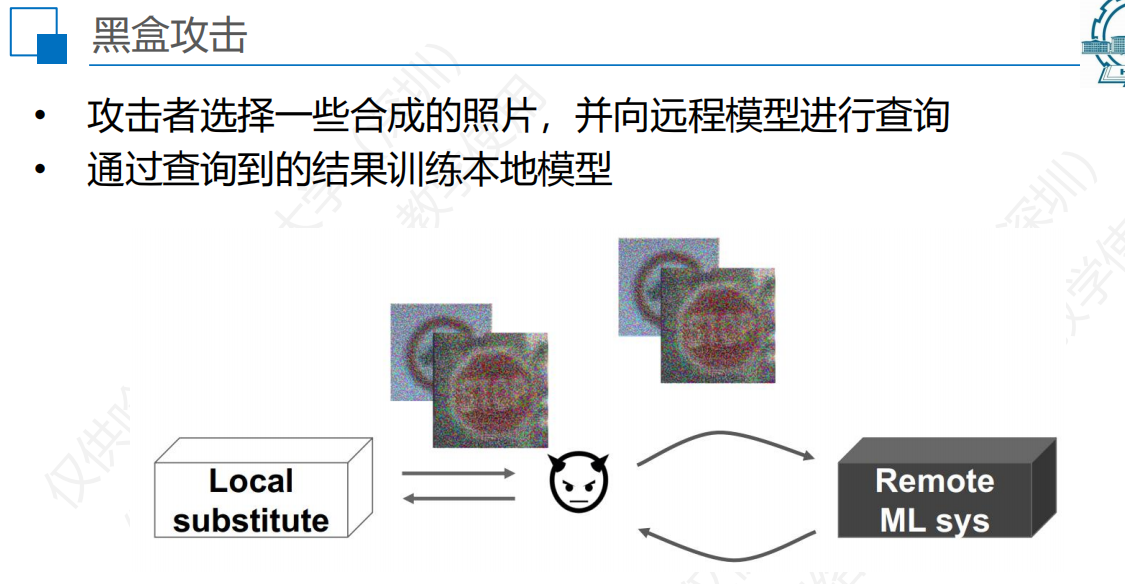 黑盒攻击
• 攻击者选择一些合成的照片，并向远程模型进行查询
• 通过查询到的结果训练本地模型
Local
substitute
Remote
ML sys